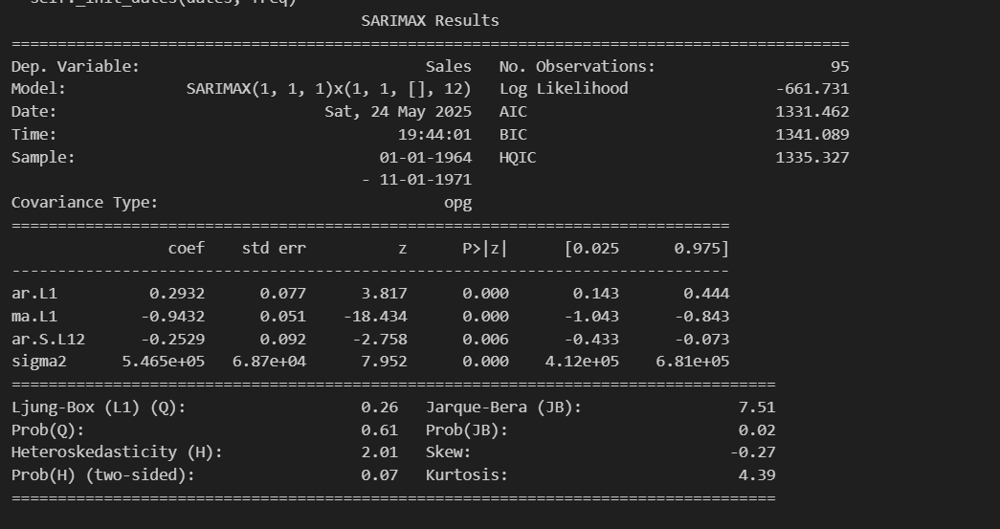 self._init_dates(dates, freq)
SARIMAX Results
==========================================================================================
Dep. Variable:                              Sales   No. Observations:                   95
Model:             SARIMAX(1, 1, 1)x(1, 1, [], 12)   Log Likelihood                -661.731
Date:                            Sat, 24 May 2025   AIC                           1331.462
Time:                                    19:44:01   BIC                           1341.089
Sample:                                01-01-1964   HQIC                          1335.327
- 11-01-1971
Covariance Type:                              opg
==============================================================================
coef    std err          z      P>|z|      [0.025      0.975]
------------------------------------------------------------------------------
ar.L1          0.2932      0.077      3.817      0.000       0.143       0.444
ma.L1         -0.9432      0.051    -18.434      0.000      -1.043      -0.843
ar.S.L12      -0.2529      0.092     -2.758      0.006      -0.433      -0.073
sigma2      5.465e+05   6.87e+04      7.952      0.000    4.12e+05    6.81e+05
===================================================================================
Ljung-Box (L1) (Q):                   0.26   Jarque-Bera (JB):                 7.51
Prob(Q):                              0.61   Prob(JB):                         0.02
Heteroskedasticity (H):               2.01   Skew:                            -0.27
Prob(H) (two-sided):                  0.07   Kurtosis:                         4.39
===================================================================================